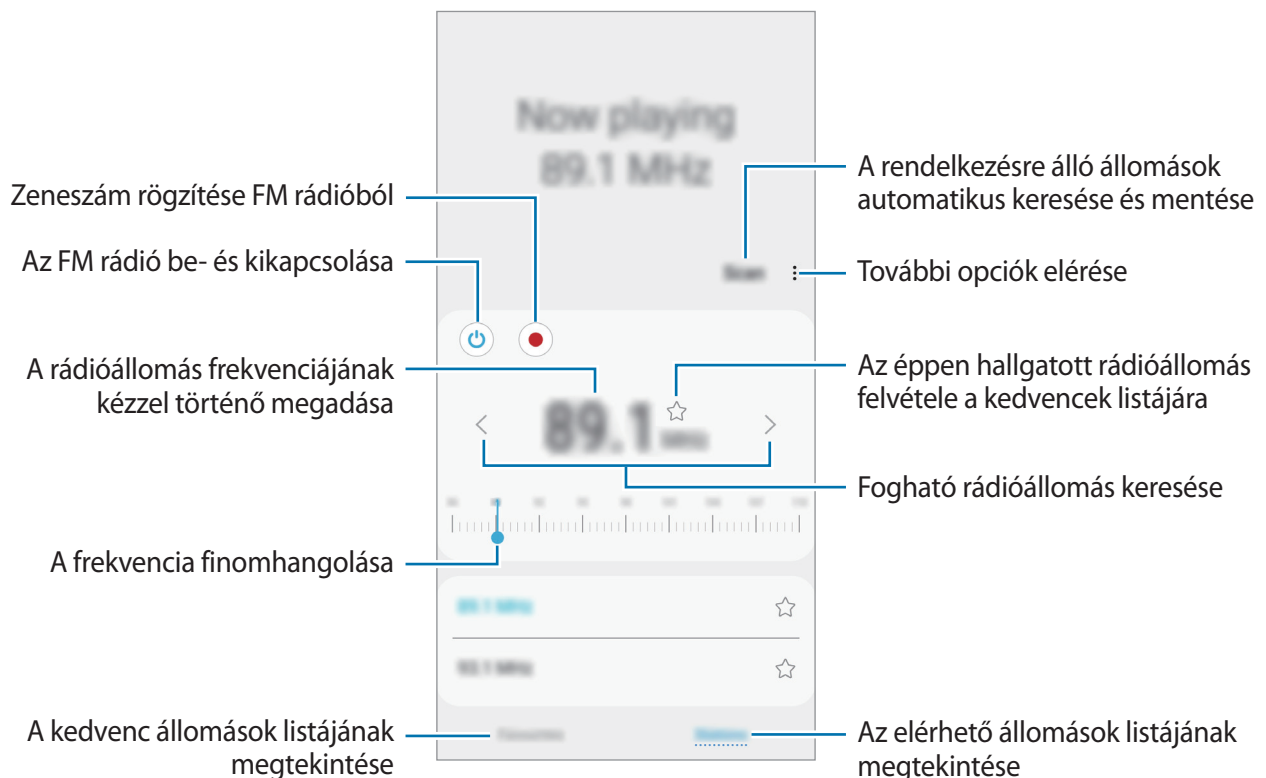 Now playing
89.1 MHz
Zeneszám rögzítése FM rádióból
Az FM rádió be- és kikapcsolása
A rádióállomás frekvenciájának
kézzel történő megadása
A frekvencia finomhangolása
A kedvenc állomások listájának
megtekintése
Scan
89.1
MHz
89.1 MHz
93.1 MHz
Favourites
Stations
A rendelkezésre álló állomások
automatikus keresése és mentése
További opciók elérése
Az éppen hallgatott rádióállomás
felvétele a kedvencek listájára
Fogható rádióállomás keresése
Az elérhető állomások listájának
megtekintése